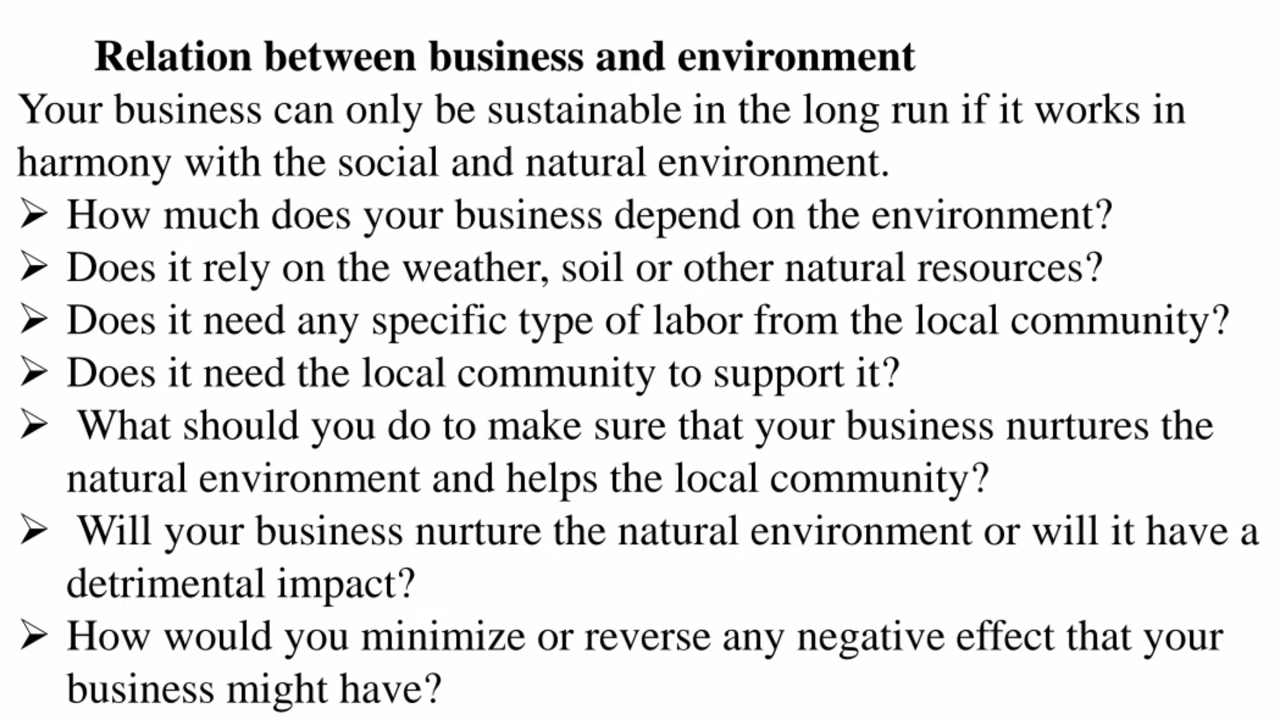 Relation between business and environment
Your business can only be sustainable in the long run if it works in
harmony with the social and natural environment.
➢ How much does your business depend on the environment?
➢ Does it rely on the weather, soil or other natural resources?
➢ Does it need any specific type of labor from the local community?
➢ Does it need the local community to support it?
➢ What should you do to make sure that your business nurtures the
natural environment and helps the local community?
➢ Will your business nurture the natural environment or will it have a
detrimental impact?
➢ How would you minimize or reverse any negative effect that your
business might have?